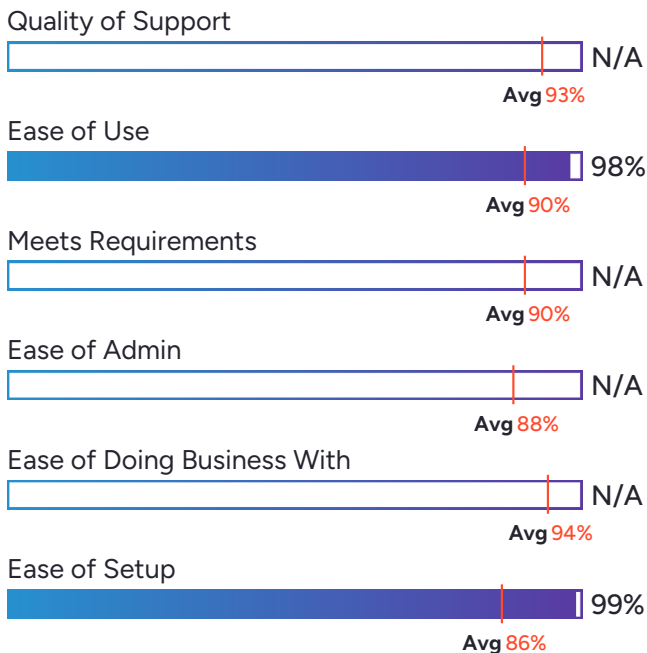 Quality of Support
N/A
Avg 93%
Ease of Use
98%
Avg 90%
Meets Requirements
N/A
Avg 90%
Ease of Admin
N/A
Avg 88%
Ease of Doing Business With
N/A
Avg 94%
Ease of Setup
99%
Avg 86%